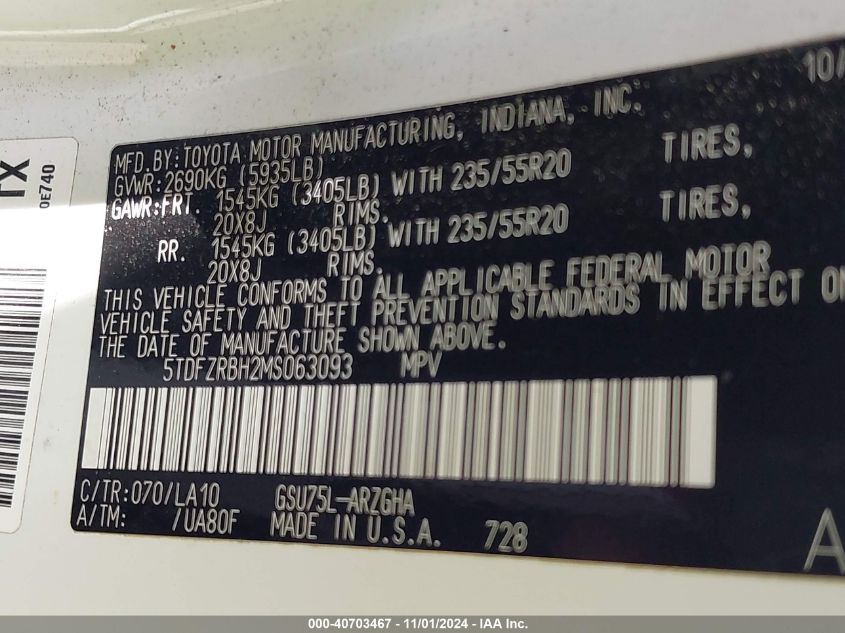 10/
MFD. BY: TOYOTA MOTOR MANUFACTURING, INDIANA, INC.
GVWR: 2690KG (5935LB)
GAWR: FRT. 1545KG (3405LB) WITH 235/55R20 TIRES,
20X8J RIMS.
RR. 1545KG (3405LB) WITH 235/55R20 TIRES,
20X8J RIMS.
THIS VEHICLE CONFORMS TO ALL APPLICABLE FEDERAL MOTOR
VEHICLE SAFETY AND THEFT PREVENTION STANDARDS IN EFFECT ON
THE DATE OF MANUFACTURE SHOWN ABOVE.
5TDFZRBH2MS063093 MPV
C/TR: 070/LA10 GSU75L-ARZGHA
A/TM: /UA80F MADE IN U.S.A. 728
A
TX
0E740
000-40703467 - 11/01/2024 - IAA Inc.